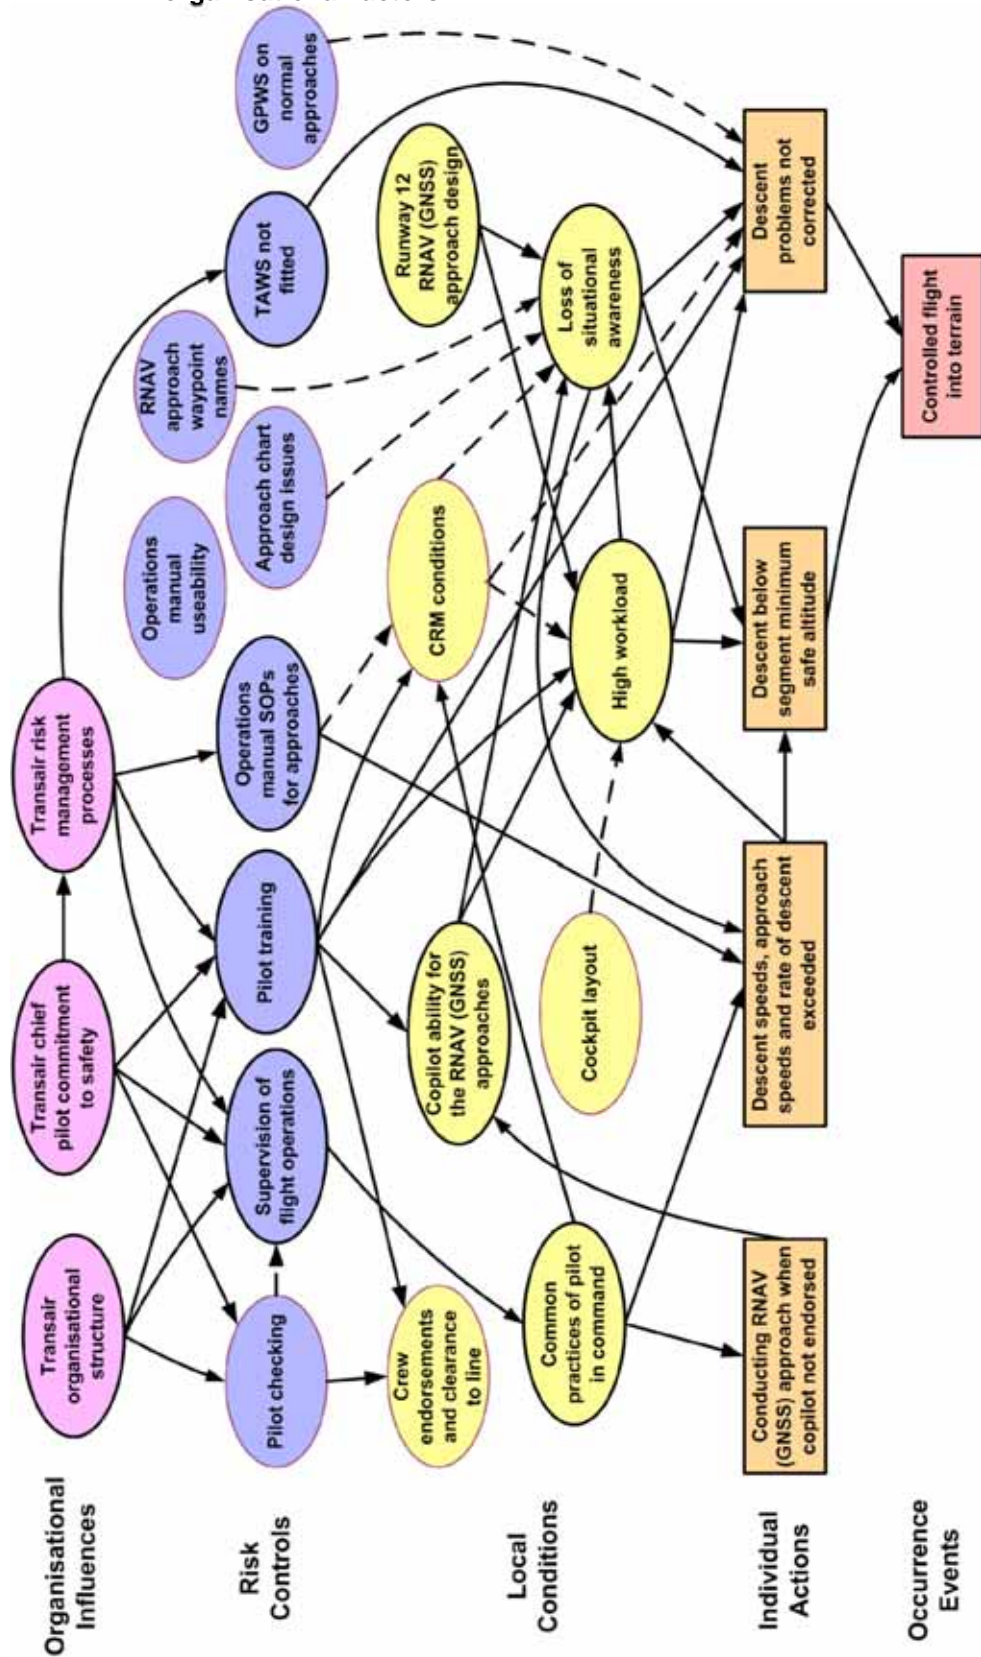 organisational factors
Organisational
Influences
Transair
organisational
structure
Transair chief
pilot commitment
to safety
Transair risk
management
processes
Risk
Controls
Pilot checking
Supervision of
flight operations
Pilot training
Operations
manual SOPs
for approaches
Operations
manual
useability
Approach chart
design issues
RNAV
approach
waypoint
names
TAWS not
fitted
GPWS on
normal
approaches
Local
Conditions
Crew
endorsements
and clearance
to line
Common
practices of pilot
in command
Copilot ability for
the RNAV (GNSS)
approaches
Cockpit layout
CRM conditions
High workload
Runway 12
RNAV (GNSS)
approach design
Loss of
situational
awareness
Individual
Actions
Conducting RNAV
(GNSS) approach when
copilot not endorsed
Descent speeds, approach
speeds and rate of descent
exceeded
Descent below
segment minimum
safe altitude
Descent
problems not
corrected
Occurrence
Events
Controlled flight
into terrain